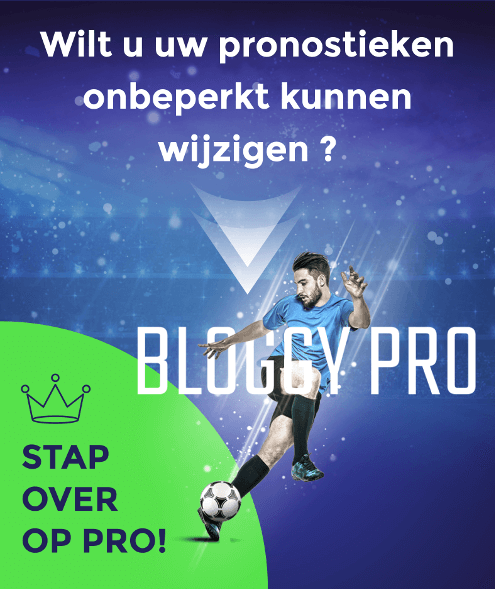 Wilt u uw pronostieken
onbeperkt kunnen
wijzigen ?
BLOGGY PRO
STAP
OVER
OP PRO!